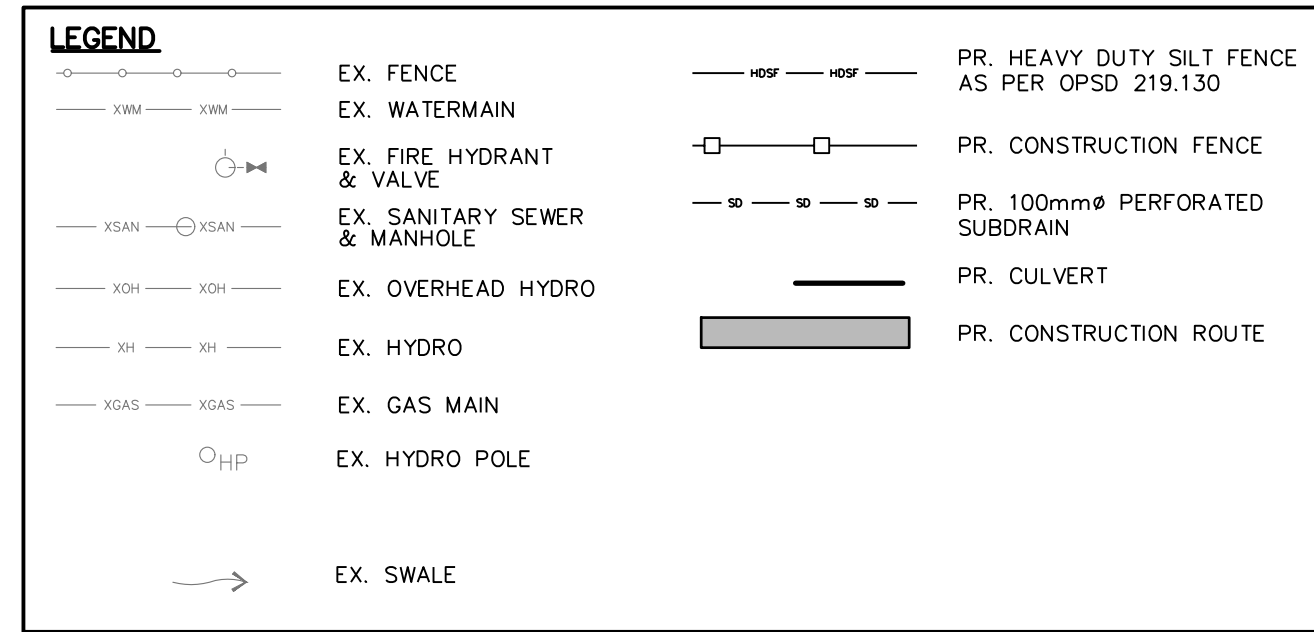 LEGEND
EX. FENCE
XWM XWM EX. WATERMAIN
EX. FIRE HYDRANT
& VALVE
XSAN XSAN EX. SANITARY SEWER
& MANHOLE
XOH XOH EX. OVERHEAD HYDRO
XH XH EX. HYDRO
XGAS XGAS EX. GAS MAIN
HP EX. HYDRO POLE
EX. SWALE
HDSF HDSF PR. HEAVY DUTY SILT FENCE
AS PER OPSD 219.130
PR. CONSTRUCTION FENCE
SD SD SD PR. 100mmø PERFORATED
SUBDRAIN
PR. CULVERT
PR. CONSTRUCTION ROUTE